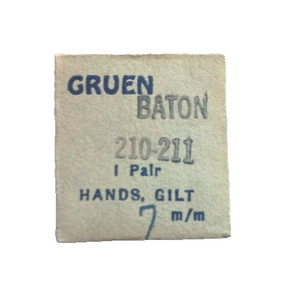 GRUEN
BATON
210-211
1 Pair
HANDS, GILT
7 m/m